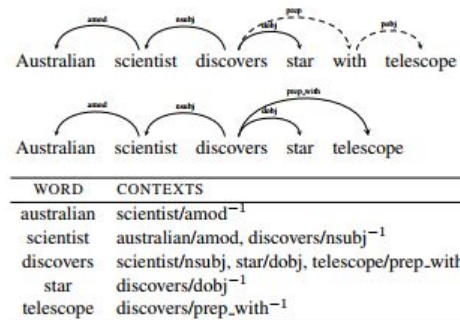 prep
amod nsubj dobj pobj
Australian scientist discovers star with telescope
prep_with
amod nsubj dobj
Australian scientist discovers star telescope
WORD CONTEXTS
australian scientist/amod⁻¹
scientist australian/amod, discovers/nsubj⁻¹
discovers scientist/nsubj, star/dobj, telescope/prep_with
star discovers/dobj⁻¹
telescope discovers/prep_with⁻¹